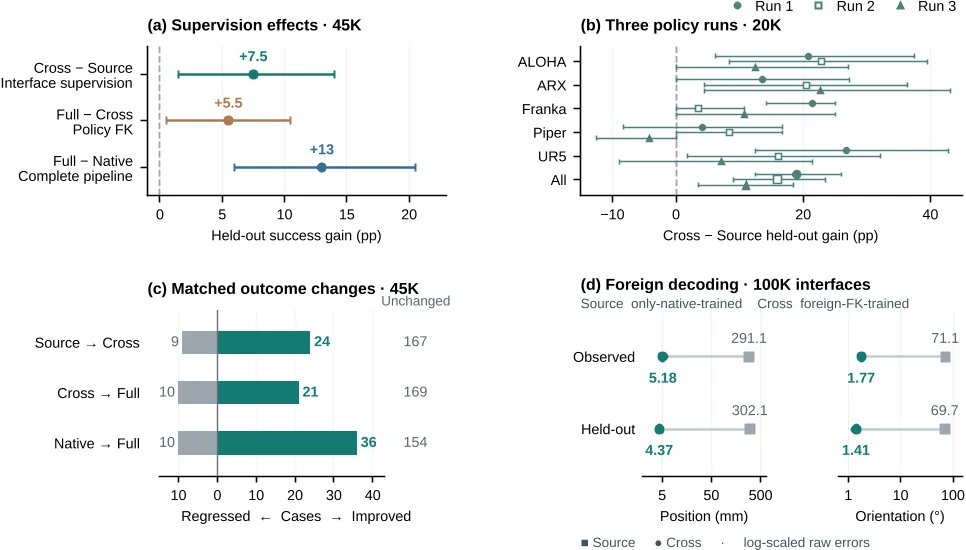 Run 1 Run 2 Run 3
(a) Supervision effects · 45K
+7.5
Cross − Source
Interface supervision
+5.5
Full − Cross
Policy FK
+13
Full − Native
Complete pipeline
0 5 10 15 20
Held-out success gain (pp)
(b) Three policy runs · 20K
ALOHA
ARX
Franka
Piper
UR5
All
−10 0 20 40
Cross − Source held-out gain (pp)
(c) Matched outcome changes · 45K
Unchanged
Source → Cross 9 24 167
Cross → Full 10 21 169
Native → Full 10 36 154
10 0 10 20 30 40
Regressed ← Cases → Improved
(d) Foreign decoding · 100K interfaces
Source only-native-trained Cross foreign-FK-trained
291.1 71.1
Observed
5.18 1.77
302.1 69.7
Held-out
4.37 1.41
5 50 500 1 10 100
Position (mm) Orientation (°)
■ Source ● Cross · log-scaled raw errors